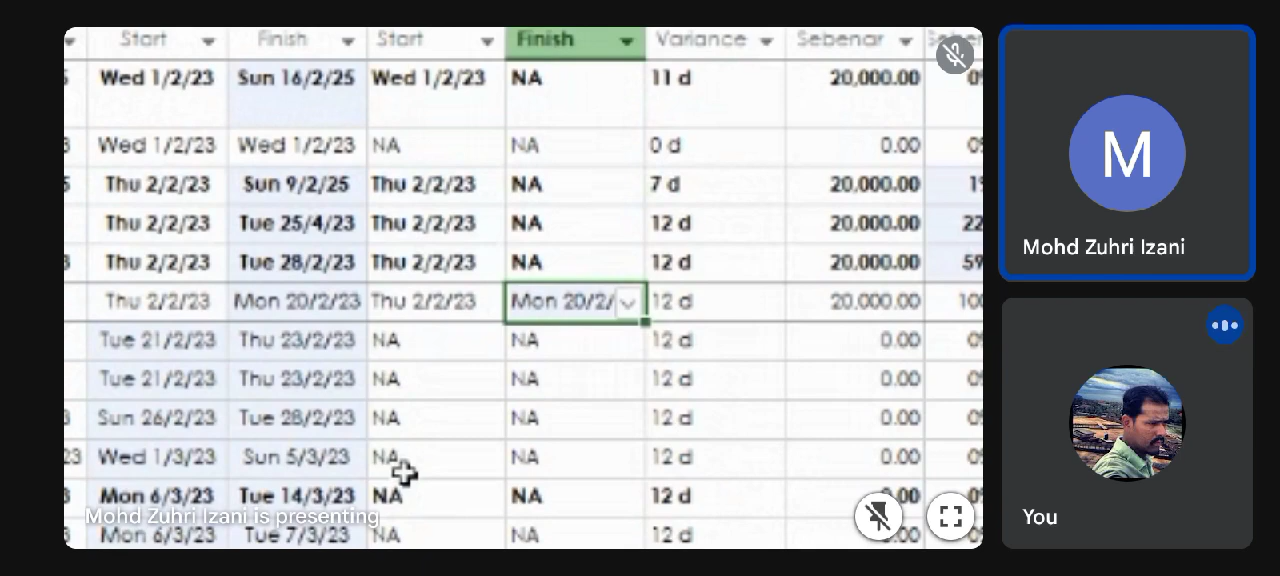 Start Finish Start Finish Variance Sebenar
Wed 1/2/23 Sun 16/2/25 Wed 1/2/23 NA 11 d 20,000.00
Wed 1/2/23 Wed 1/2/23 NA NA 0 d 0.00
Thu 2/2/23 Sun 9/2/25 Thu 2/2/23 NA 7 d 20,000.00
Thu 2/2/23 Tue 25/4/23 Thu 2/2/23 NA 12 d 20,000.00
Thu 2/2/23 Tue 28/2/23 Thu 2/2/23 NA 12 d 20,000.00
Thu 2/2/23 Mon 20/2/23 Thu 2/2/23 Mon 20/2/ 12 d 20,000.00
Tue 21/2/23 Thu 23/2/23 NA NA 12 d 0.00
Tue 21/2/23 Thu 23/2/23 NA NA 12 d 0.00
Sun 26/2/23 Tue 28/2/23 NA NA 12 d 0.00
Wed 1/3/23 Sun 5/3/23 NA NA 12 d 0.00
Mon 6/3/23 Tue 14/3/23 NA NA 12 d
Mohd Zuhri Izani is presenting
Mon 6/3/23 Tue 7/3/23 NA NA 12 d
M
Mohd Zuhri Izani
You